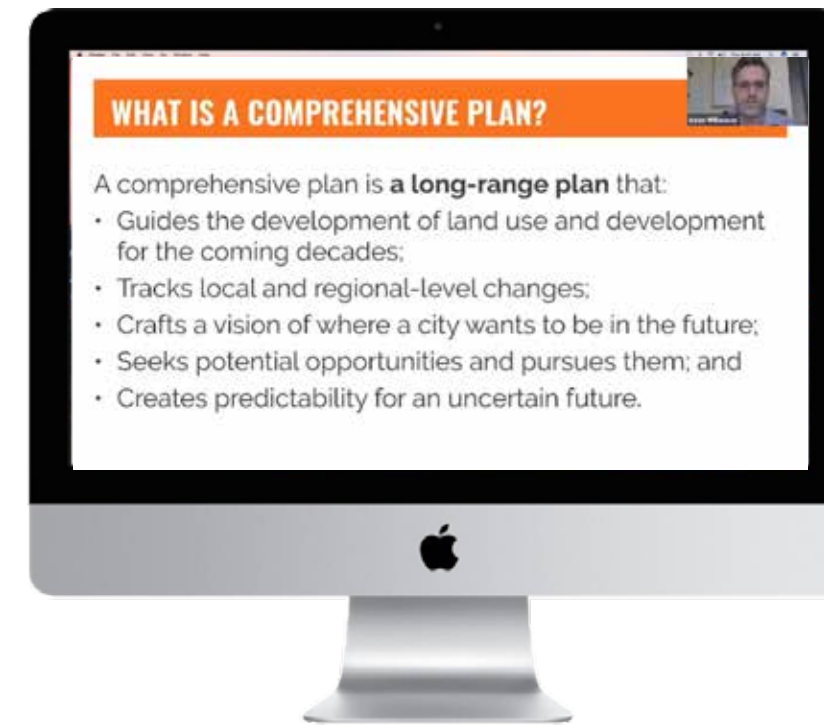 WHAT IS A COMPREHENSIVE PLAN?
A comprehensive plan is a long-range plan that:
• Guides the development of land use and development
for the coming decades;
• Tracks local and regional-level changes;
• Crafts a vision of where a city wants to be in the future;
• Seeks potential opportunities and pursues them; and
• Creates predictability for an uncertain future.